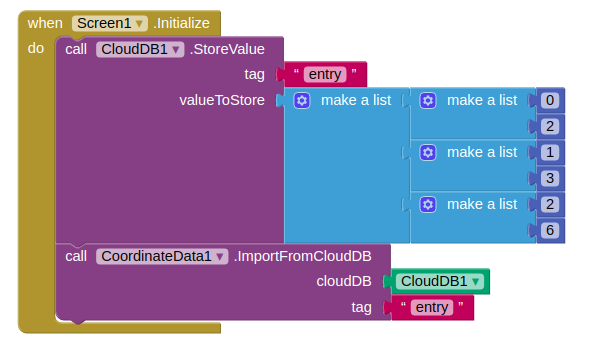 when Screen1 .Initialize
do call CloudDB1 .StoreValue
tag “ entry ”
valueToStore make a list make a list 0
2
make a list 1
3
make a list 2
6
call CoordinateData1 .ImportFromCloudDB
cloudDB CloudDB1
tag “ entry ”